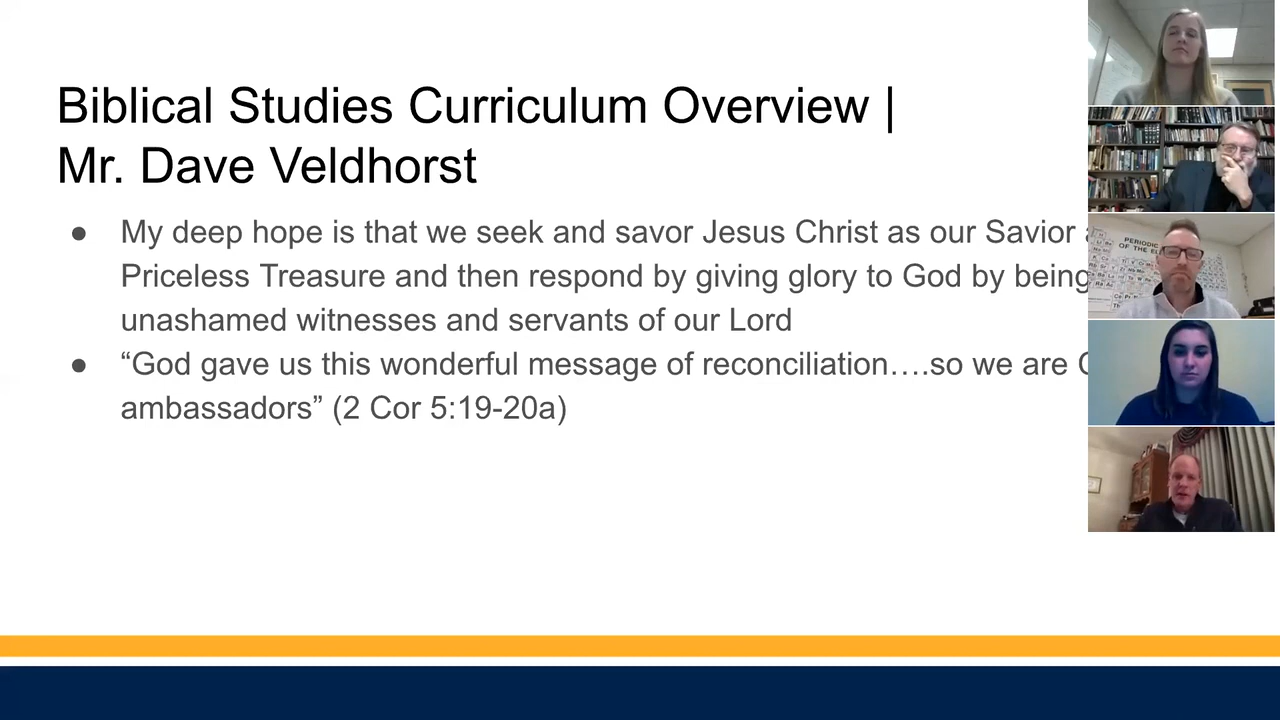 Biblical Studies Curriculum Overview |
Mr. Dave Veldhorst
● My deep hope is that we seek and savor Jesus Christ as our Savior
Priceless Treasure and then respond by giving glory to God by being
unashamed witnesses and servants of our Lord
● “God gave us this wonderful message of reconciliation….so we are
ambassadors” (2 Cor 5:19-20a)
PERIODIC
OF THE